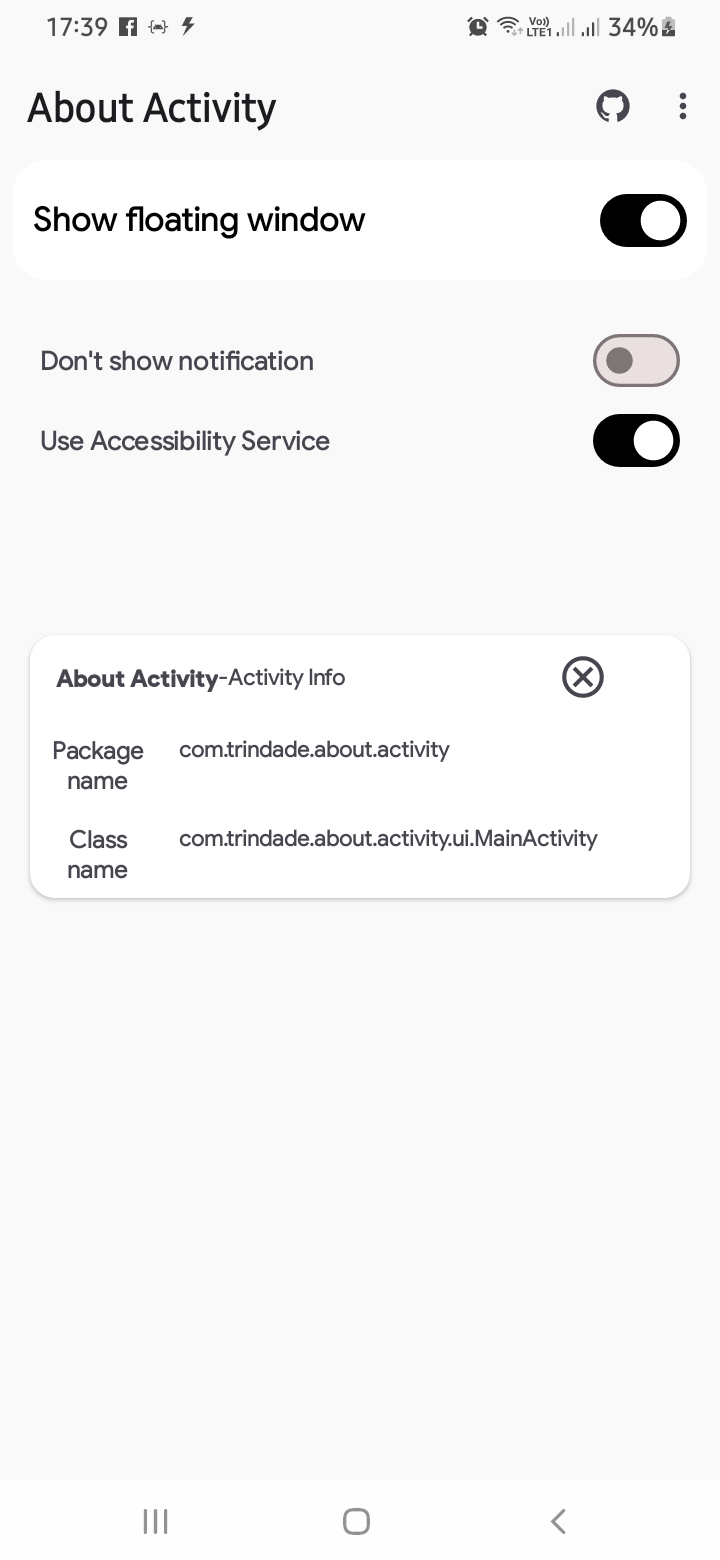 17:39 Vo)) LTE1 34%
About Activity
Show floating window
Don't show notification
Use Accessibility Service
About Activity-Activity Info
Package name com.trindade.about.activity
Class name com.trindade.about.activity.ui.MainActivity